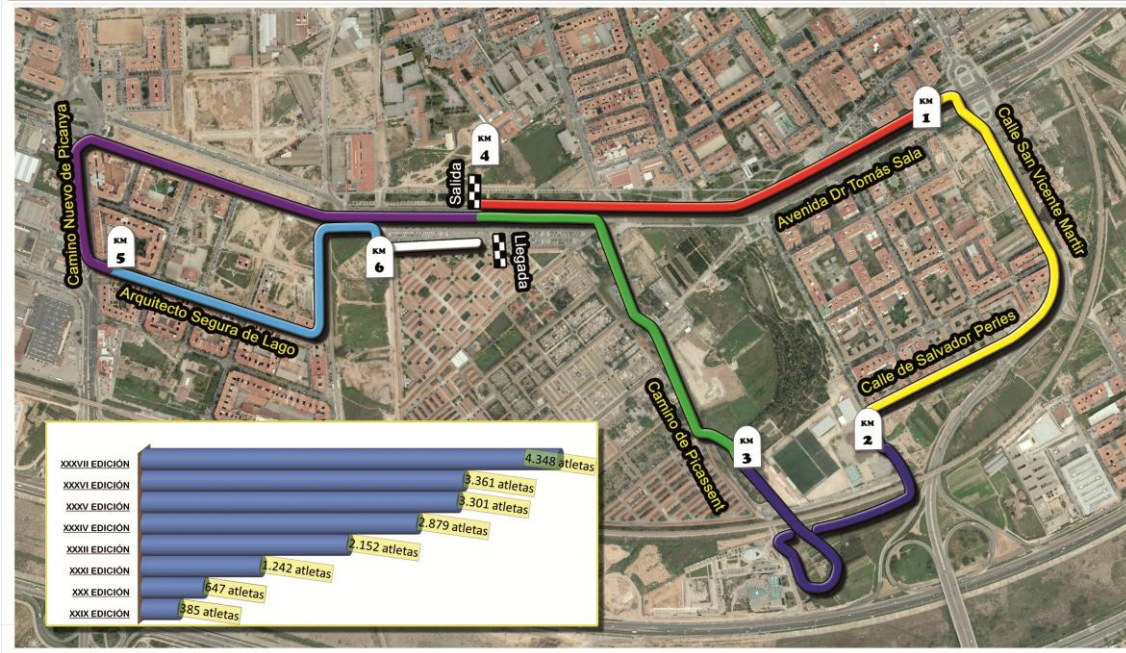 KM
1
KM
4
Salida
Calle San Vicente Martir
Avenida Dr Tomás Sala
Camino Nuevo de Picanya
KM
5
KM
6
Llegada
Arquitecto Segura de Lago
Calle de Salvador Perles
Camino de Picassent
KM
2
KM
3
XXXVII EDICIÓN 4.348 atletas
XXXVI EDICIÓN 3.361 atletas
XXXV EDICIÓN 3.301 atletas
XXXIV EDICIÓN 2.879 atletas
XXXII EDICIÓN 2.152 atletas
XXXI EDICIÓN 1.242 atletas
XXX EDICIÓN 647 atletas
XXIX EDICIÓN 385 atletas